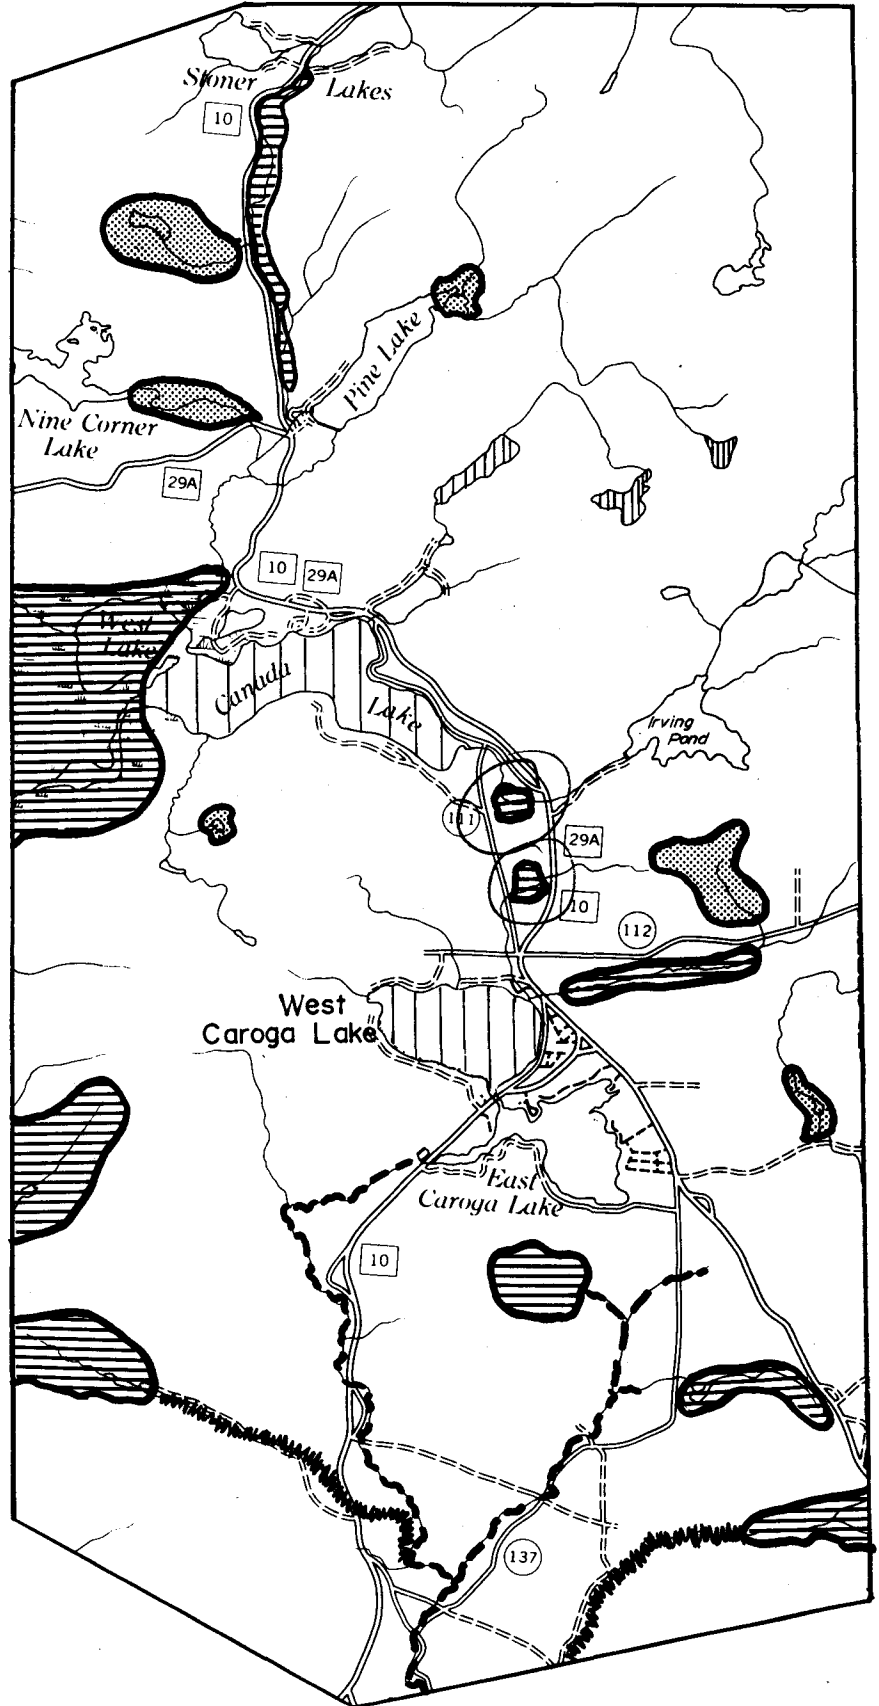 Stoner Lakes
10
Pine Lake
Nine Corner
Lake
29A
10
29A
West
Lake
Canada
Lake
Irving
Pond
111
29A
10
112
West
Caroga Lake
East
Caroga Lake
10
137